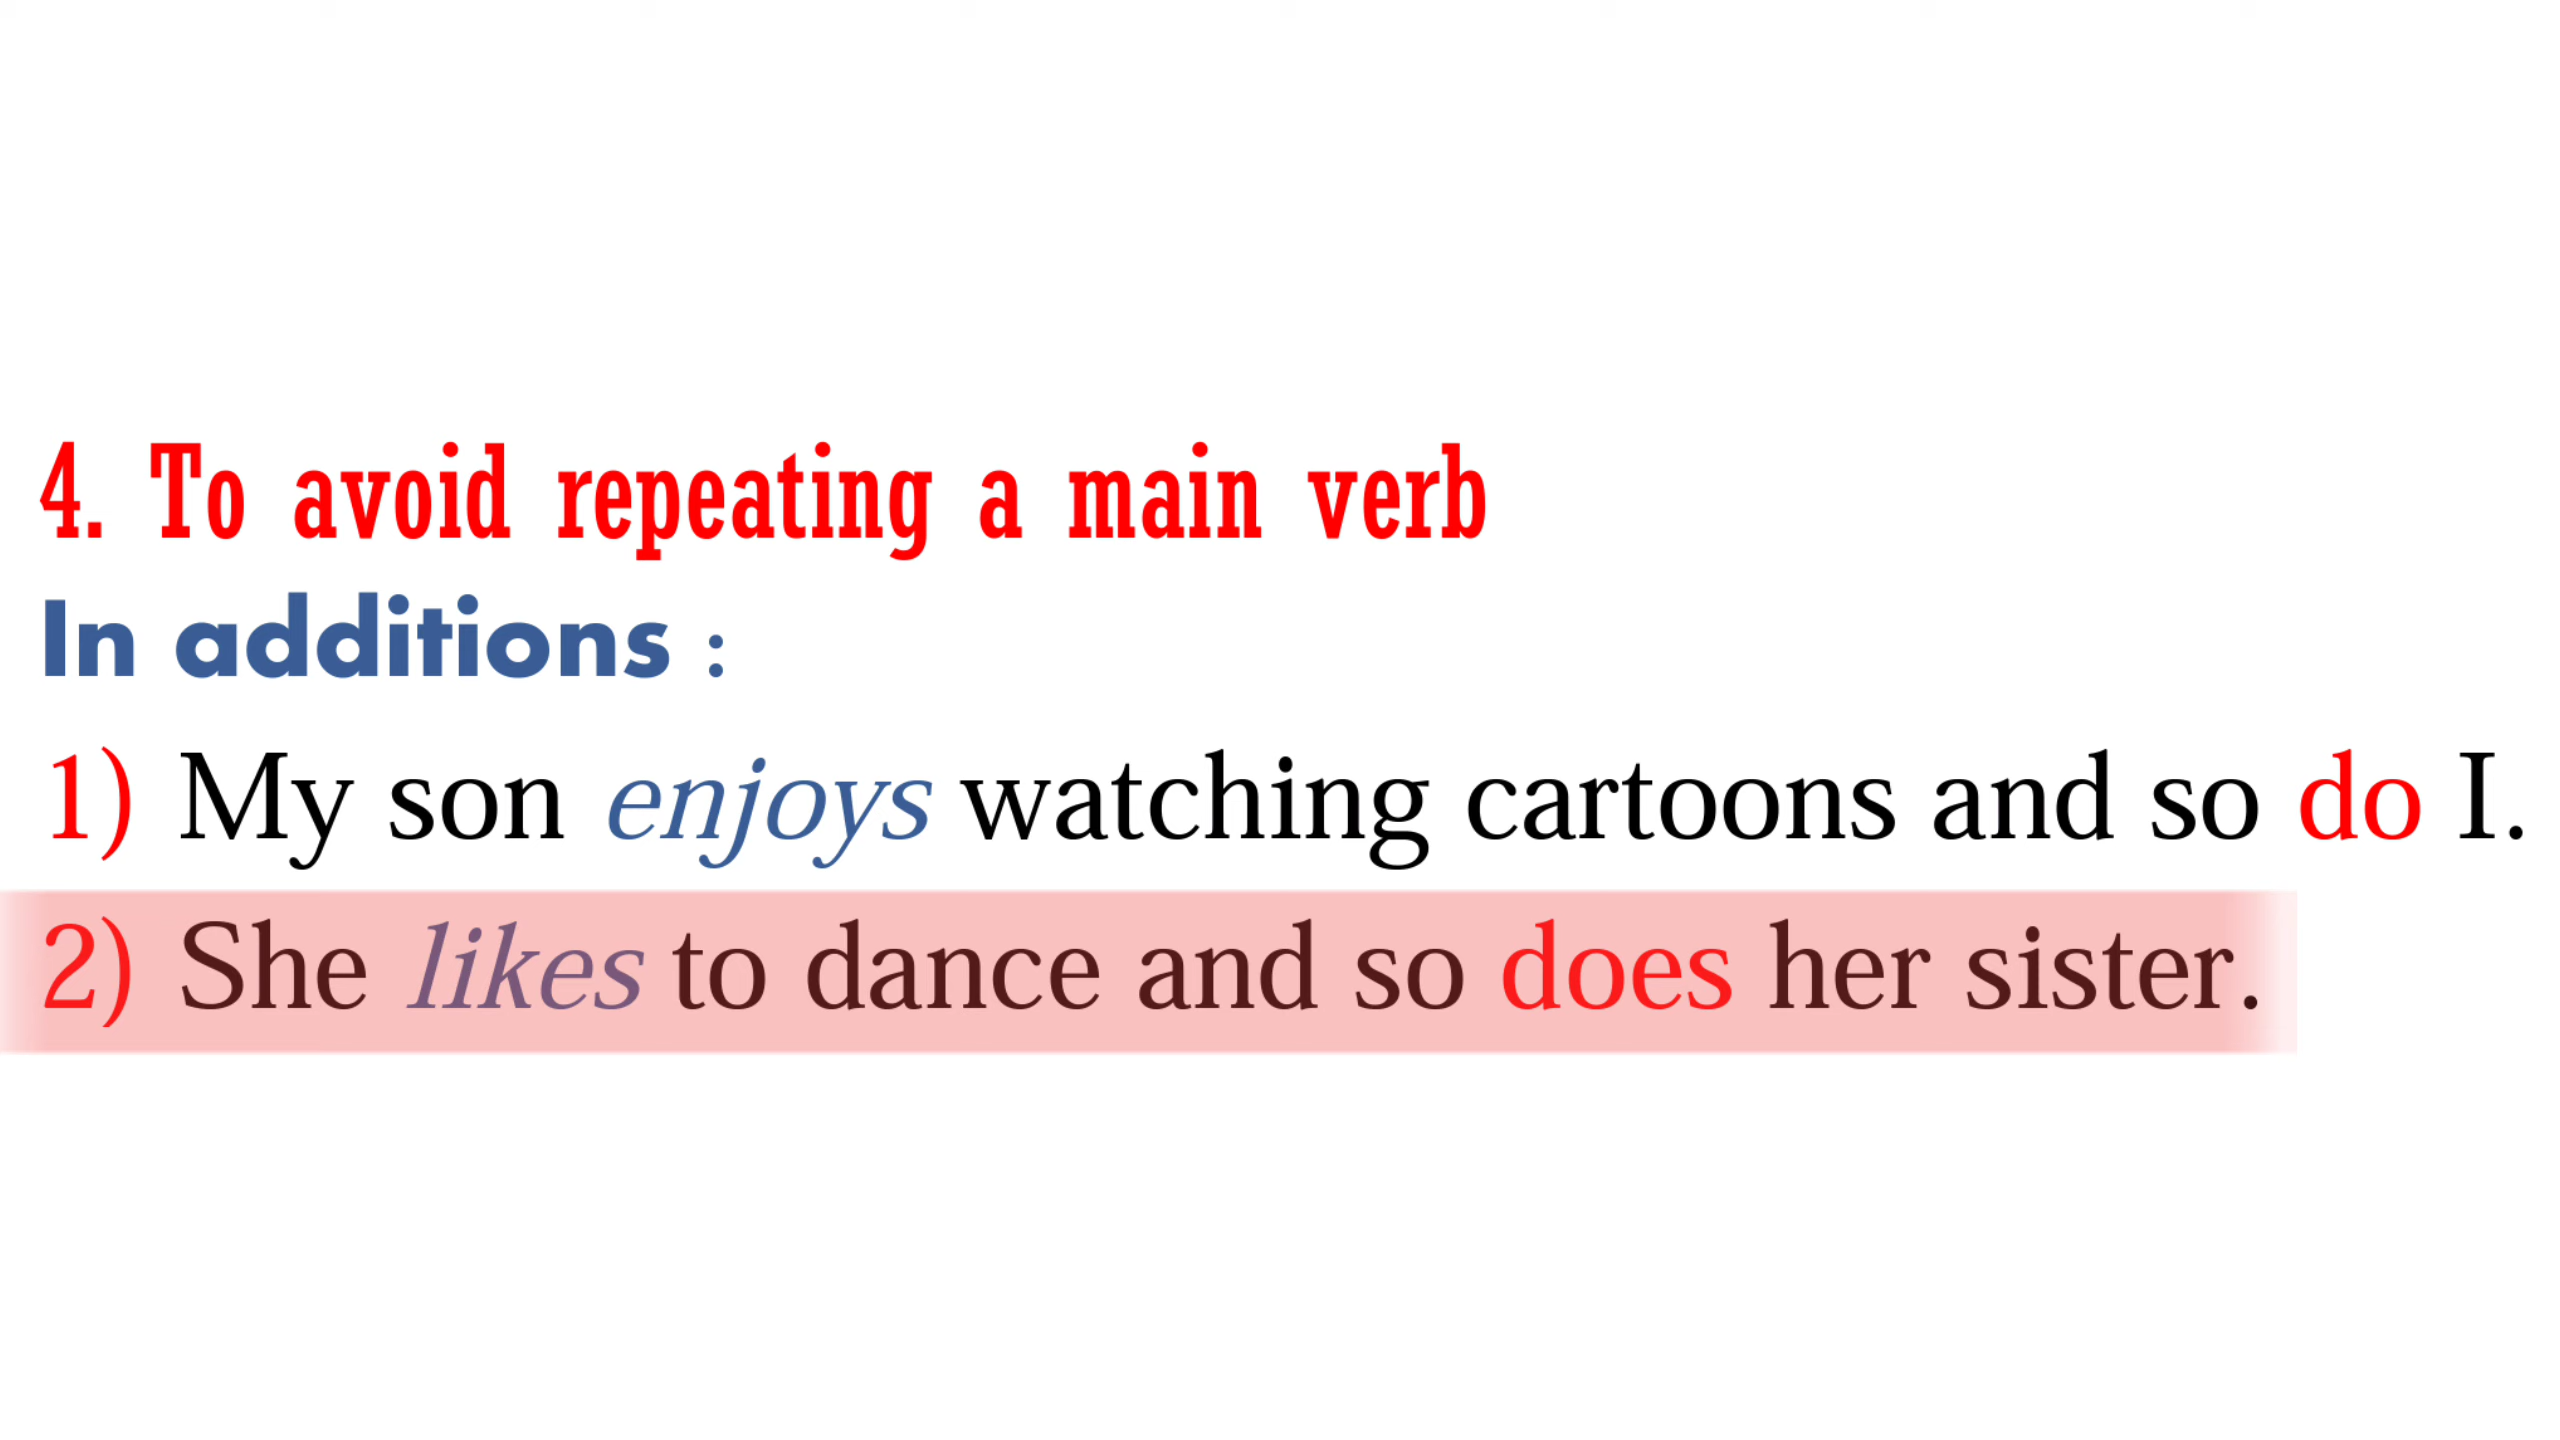 4. To avoid repeating a main verb
In additions :
1) My son enjoys watching cartoons and so do I.
2) She likes to dance and so does her sister.